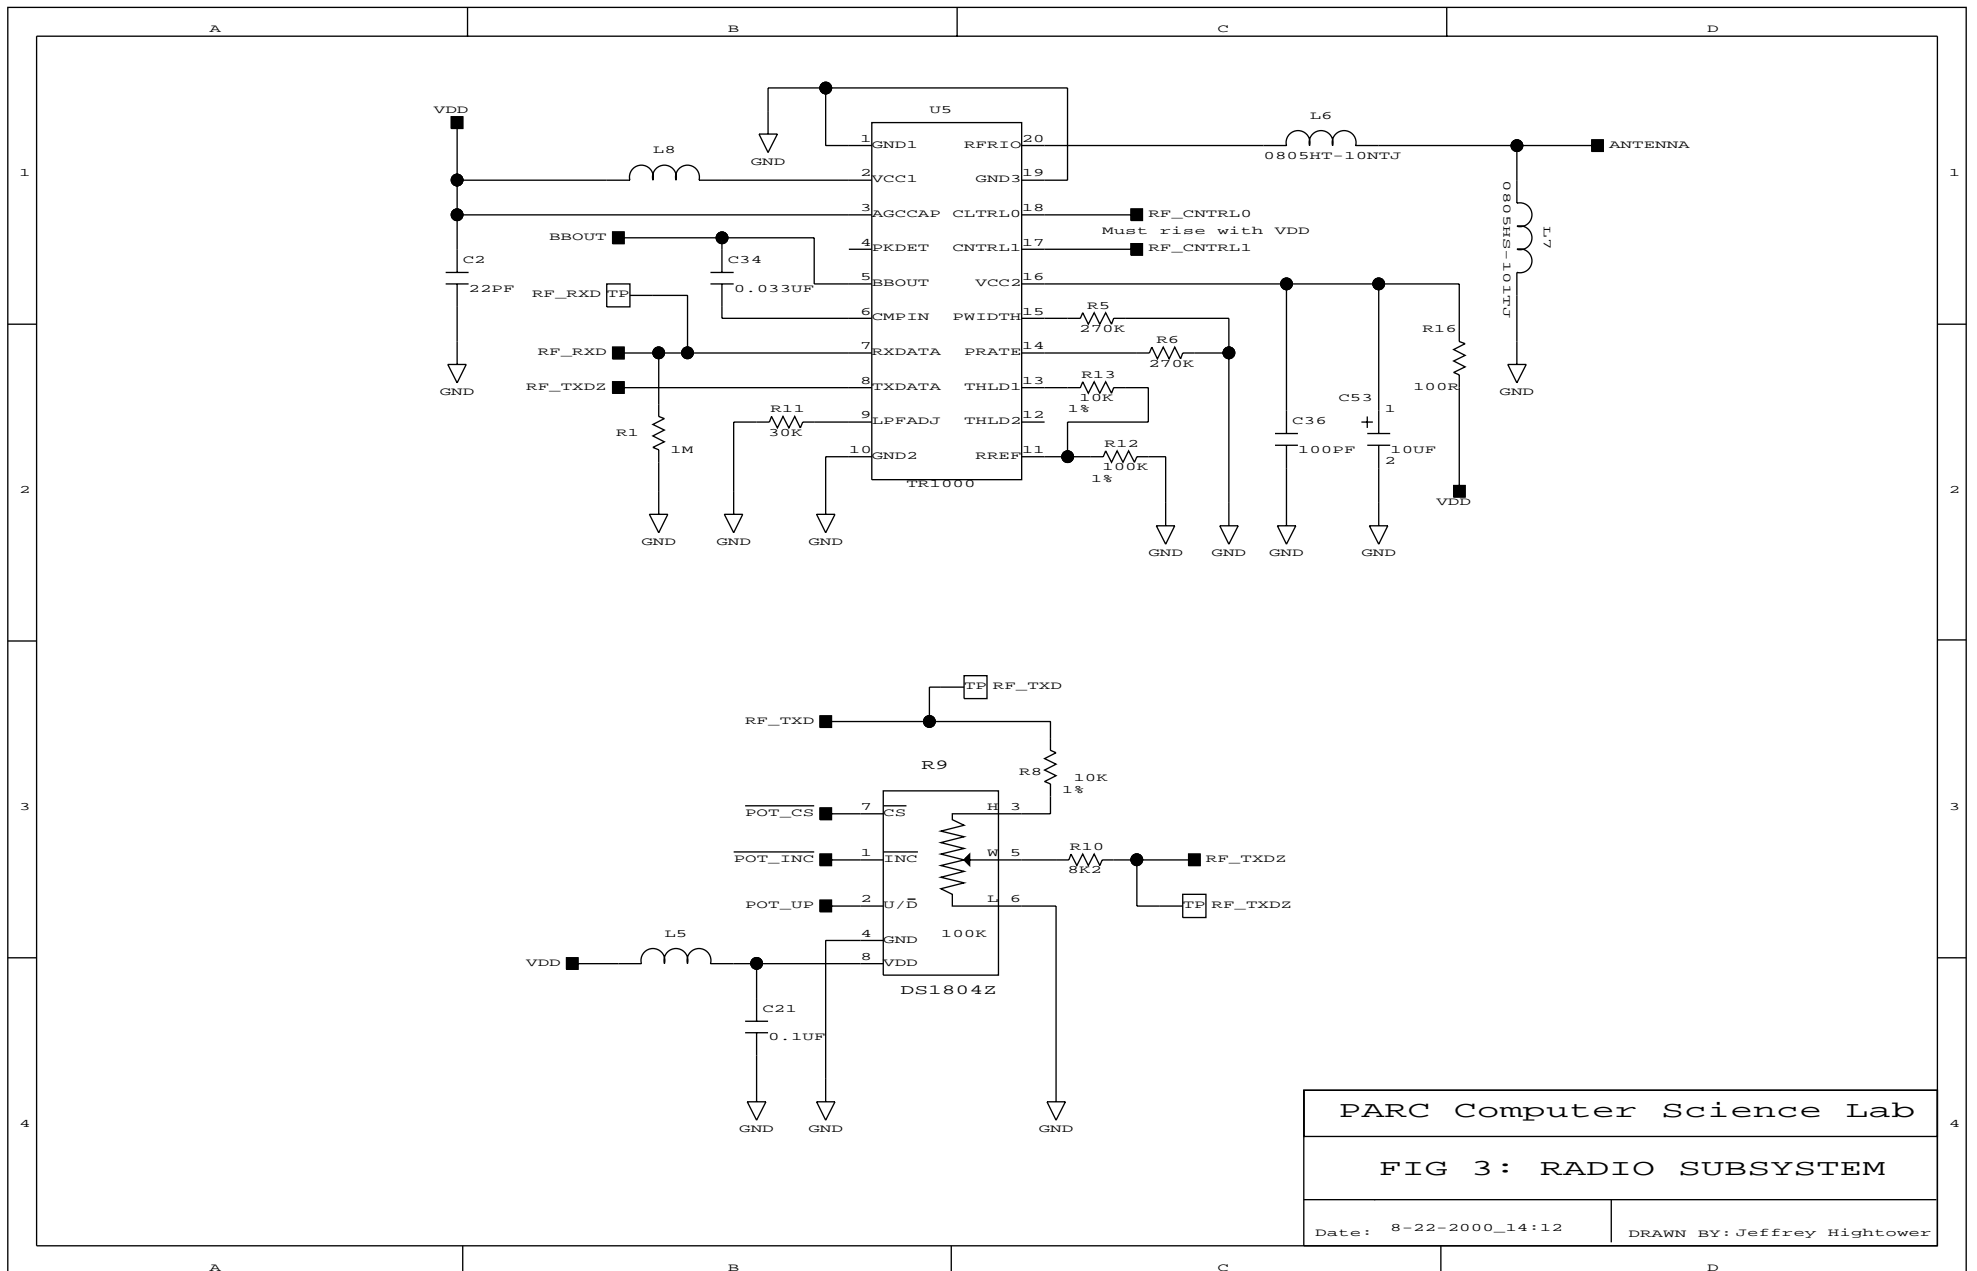 A B C D
1 1
VDD
U5
L6
L8
GND
1 GND1 RFRIO 20
0805HT-10NTJ
ANTENNA
2 VCC1 GND3 19
3 AGCCAP CLTRL0 18 RF_CNTRL0
Must rise with VDD
BBOUT
4 PKDET CNTRL1 17 RF_CNTRL1
0805HS-101TJ
L7
C2
22PF
C34
0.033UF
5 BBOUT VCC2 16
RF_RXD TP
6 CMPIN PWIDTH 15 R5
270K
R16
100R
RF_RXD
7 RXDATA PRATE 14 R6
270K
RF_TXDZ
8 TXDATA THLD1 13 R13
10K
1%
GND
GND
R11
30K
9 LPFADJ THLD2 12
C53 1
10UF
2
C36
100PF
R1
1M
10 GND2 RREF 11 R12
100K
1%
TR1000
2 2
VDD
GND GND GND GND GND GND GND
TP RF_TXD
RF_TXD
R9
R8
10K
1%
3 3
POT_CS 7 CS H 3
POT_INC 1 INC W 5 R10
8K2
RF_TXDZ
POT_UP 2 U/D L 6
TP RF_TXDZ
L5
4 GND 100K
VDD 8 VDD
DS1804Z
C21
0.1UF
GND GND GND
4 4
PARC Computer Science Lab
FIG 3: RADIO SUBSYSTEM
Date: 8-22-2000_14:12 DRAWN BY: Jeffrey Hightower
A B C D